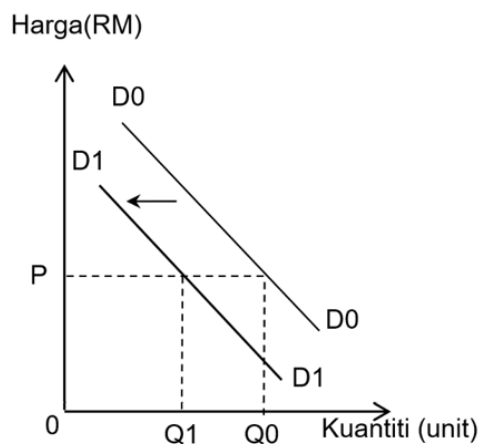 Harga(RM)
D0
D1
P
D0
D1
0
Q1
Q0
Kuantiti (unit)